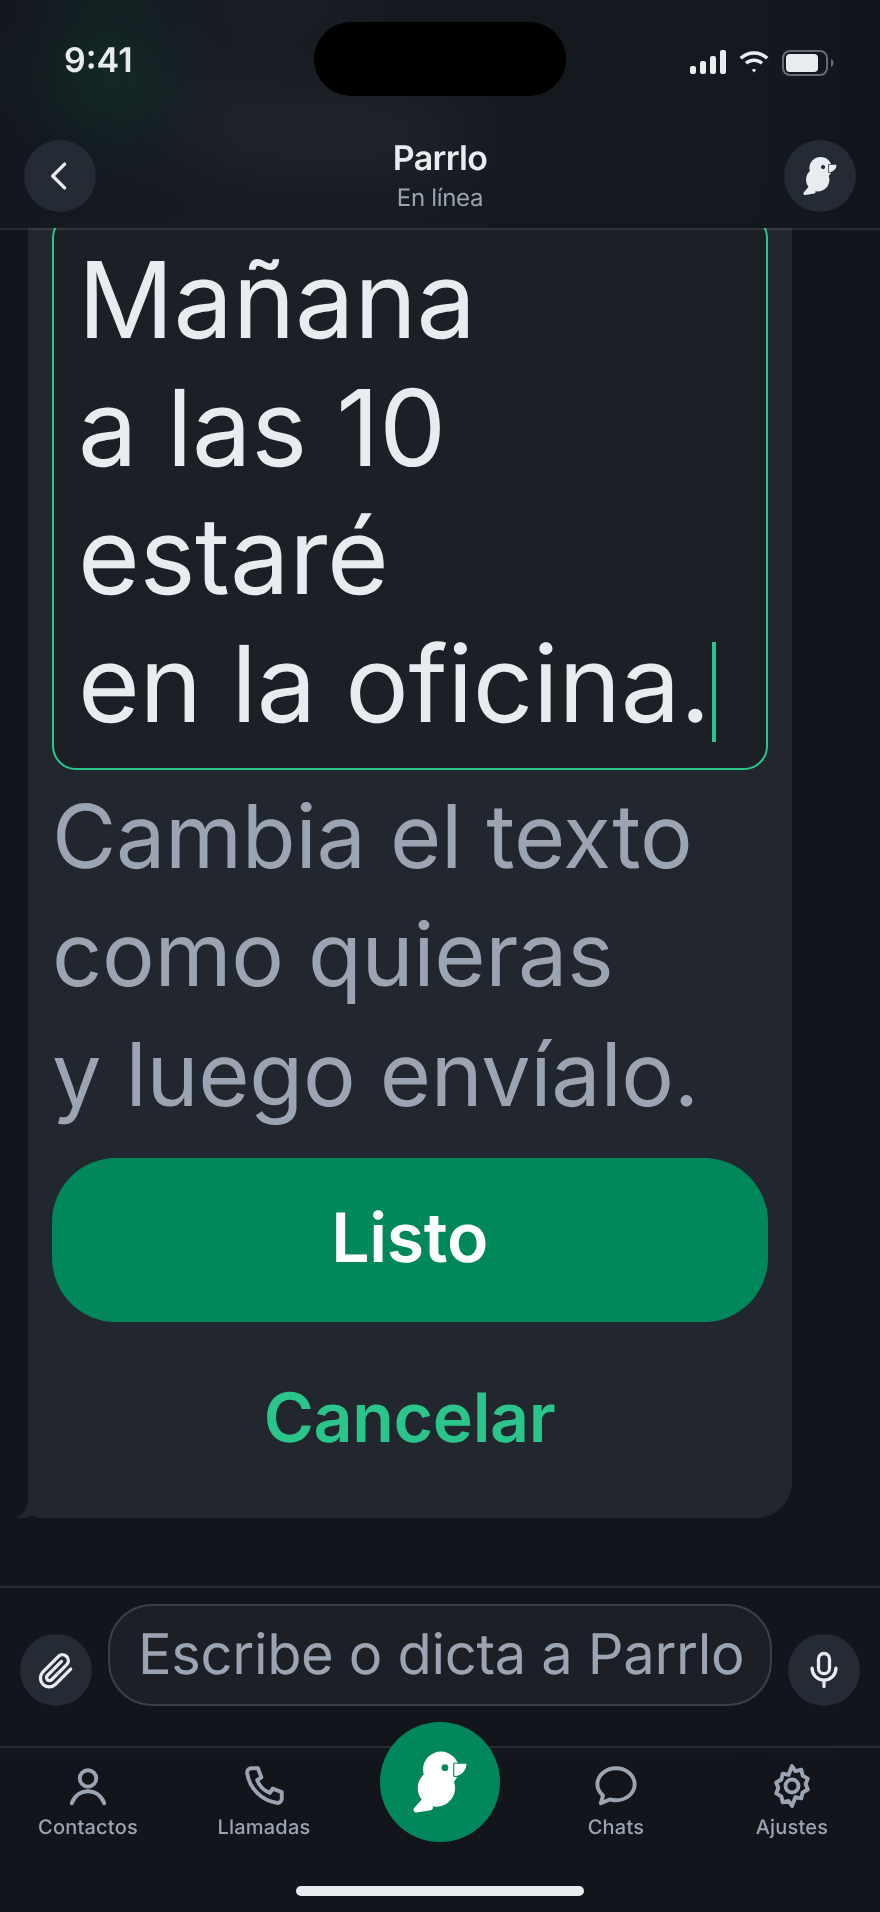 9:41
Parrlo
En línea
Mañana
a las 10
estaré
en la oficina.
Cambia el texto
como quieras
y luego envíalo.
Listo
Cancelar
Escribe o dicta a Parrlo
Contactos
Llamadas
Chats
Ajustes